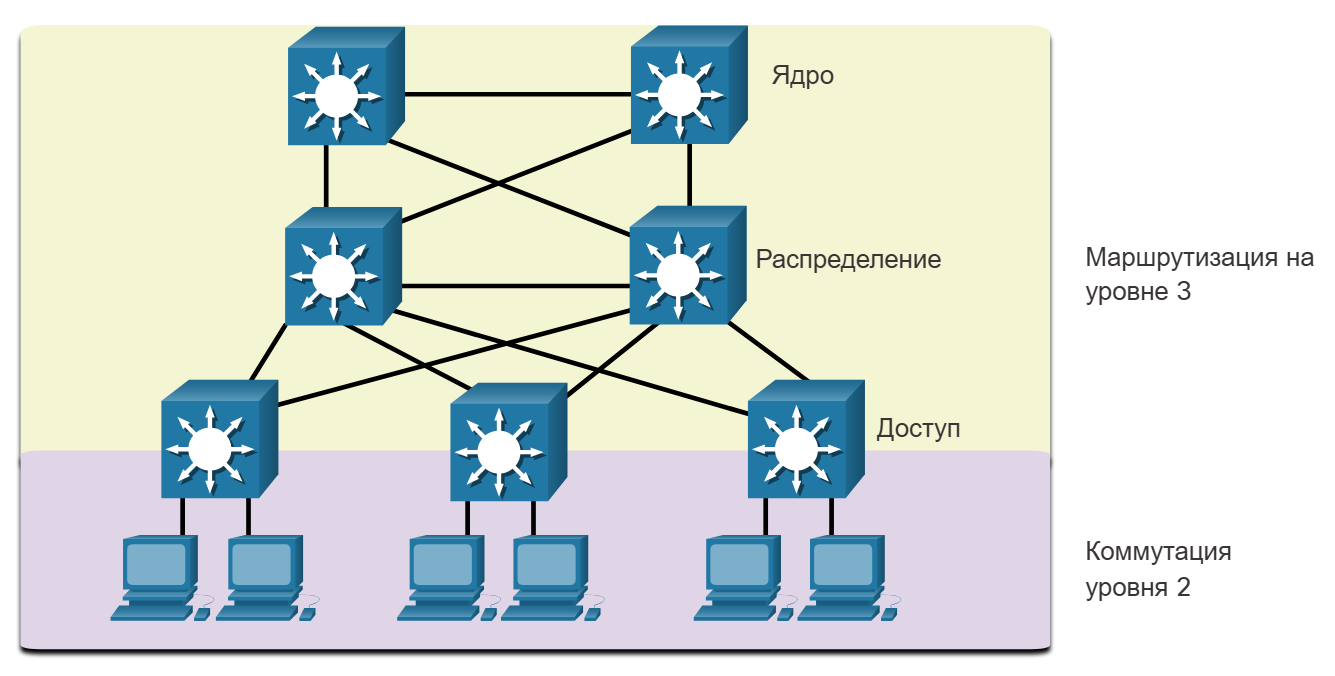 Ядро
Распределение
Маршрутизация на
уровне 3
Доступ
Коммутация
уровня 2